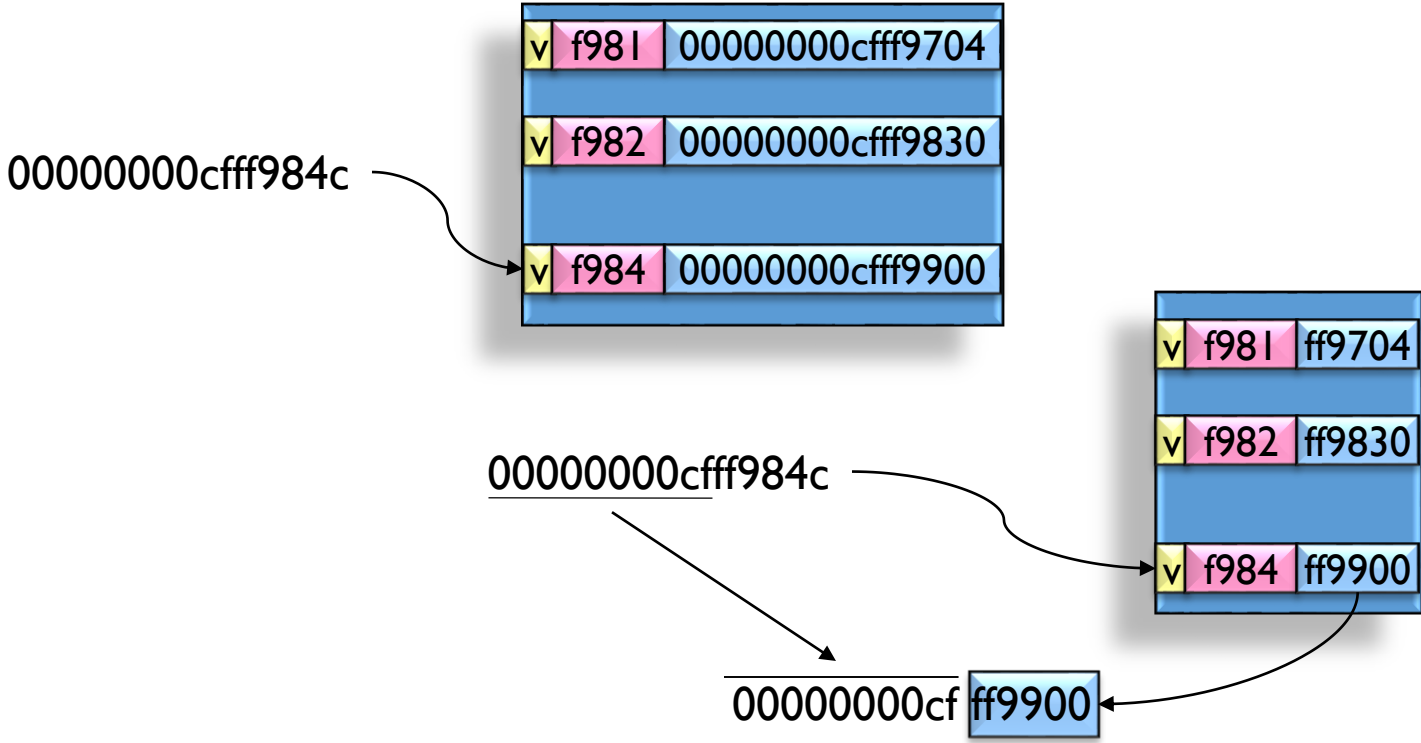 v f981 00000000cfff9704
v f982 00000000cfff9830
00000000cfff984c
v f984 00000000cfff9900
v f981 ff9704
v f982 ff9830
00000000cfff984c
v f984 ff9900
00000000cf ff9900